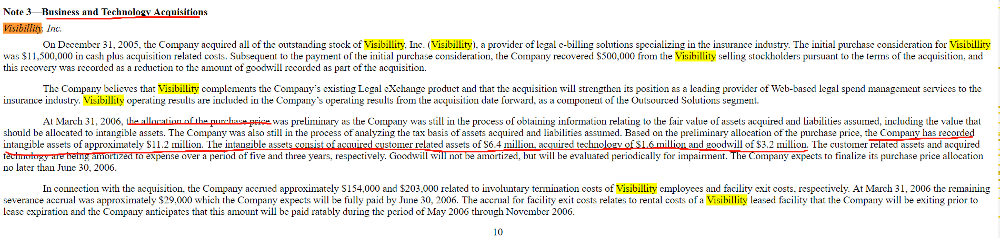 Note 3—Business and Technology Acquisitions
Visibillity, Inc.
On December 31, 2005, the Company acquired all of the outstanding stock of Visibillity, Inc. (Visibillity), a provider of legal e-billing solutions specializing in the insurance industry. The initial purchase consideration for Visibillity
was $11,500,000 in cash plus acquisition related costs. Subsequent to the payment of the initial purchase consideration, the Company recovered $500,000 from the Visibillity selling stockholders pursuant to the terms of the acquisition, and
this recovery was recorded as a reduction to the amount of goodwill recorded as part of the acquisition.
The Company believes that Visibillity complements the Company’s existing Legal eXchange product and that the acquisition will strengthen its position as a leading provider of Web-based legal spend management services to the
insurance industry. Visibillity operating results are included in the Company’s operating results from the acquisition date forward, as a component of the Outsourced Solutions segment.
At March 31, 2006, the allocation of the purchase price was preliminary as the Company was still in the process of obtaining information relating to the fair value of assets acquired and liabilities assumed, including the value that
should be allocated to intangible assets. The Company was also still in the process of analyzing the tax basis of assets acquired and liabilities assumed. Based on the preliminary allocation of the purchase price, the Company has recorded
intangible assets of approximately $11.2 million. The intangible assets consist of acquired customer related assets of $6.4 million, acquired technology of $1.6 million and goodwill of $3.2 million. The customer related assets and acquired
technology are being amortized to expense over a period of five and three years, respectively. Goodwill will not be amortized, but will be evaluated periodically for impairment. The Company expects to finalize its purchase price allocation
no later than June 30, 2006.
In connection with the acquisition, the Company accrued approximately $154,000 and $203,000 related to involuntary termination costs of Visibillity employees and facility exit costs, respectively. At March 31, 2006 the remaining
severance accrual was approximately $29,000 which the Company expects will be fully paid by June 30, 2006. The accrual for facility exit costs relates to rental costs of a Visibillity leased facility that the Company will be exiting prior to
lease expiration and the Company anticipates that this amount will be paid ratably during the period of May 2006 through November 2006.
10